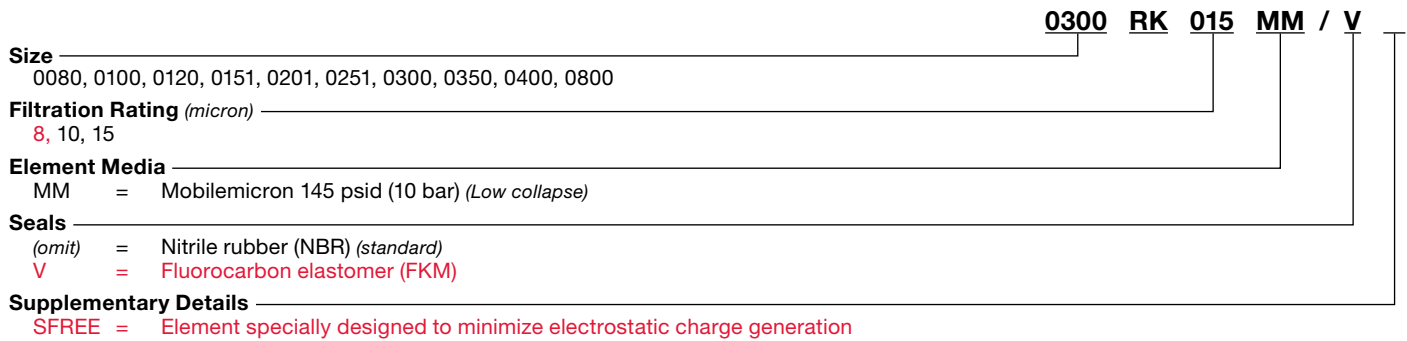 0300 RK 015 MM / V
Size
0080, 0100, 0120, 0151, 0201, 0251, 0300, 0350, 0400, 0800
Filtration Rating (micron)
8, 10, 15
Element Media
MM = Mobilemicron 145 psid (10 bar) (Low collapse)
Seals
(omit) = Nitrile rubber (NBR) (standard)
V = Fluorocarbon elastomer (FKM)
Supplementary Details
SFREE = Element specially designed to minimize electrostatic charge generation